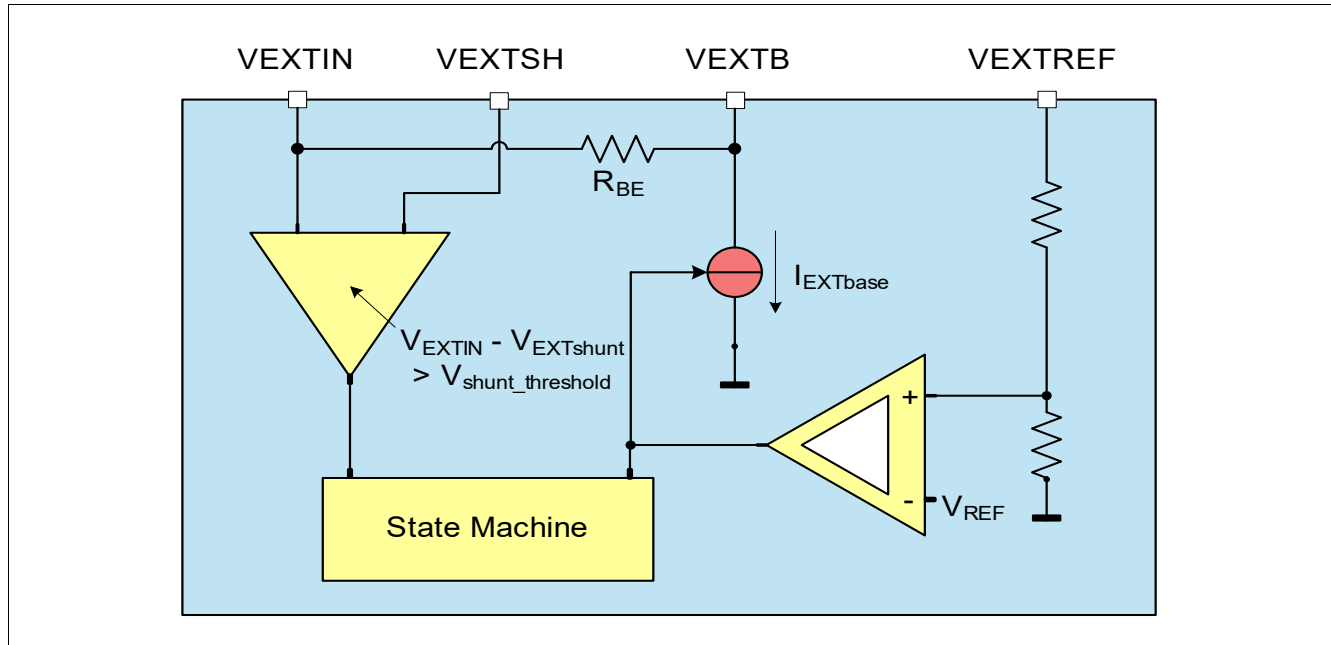 VEXTIN VEXTSH VEXTB VEXTREF
RBE
IEXTbase
VEXTIN - VEXTshunt
> Vshunt_threshold
+
-
VREF
State Machine